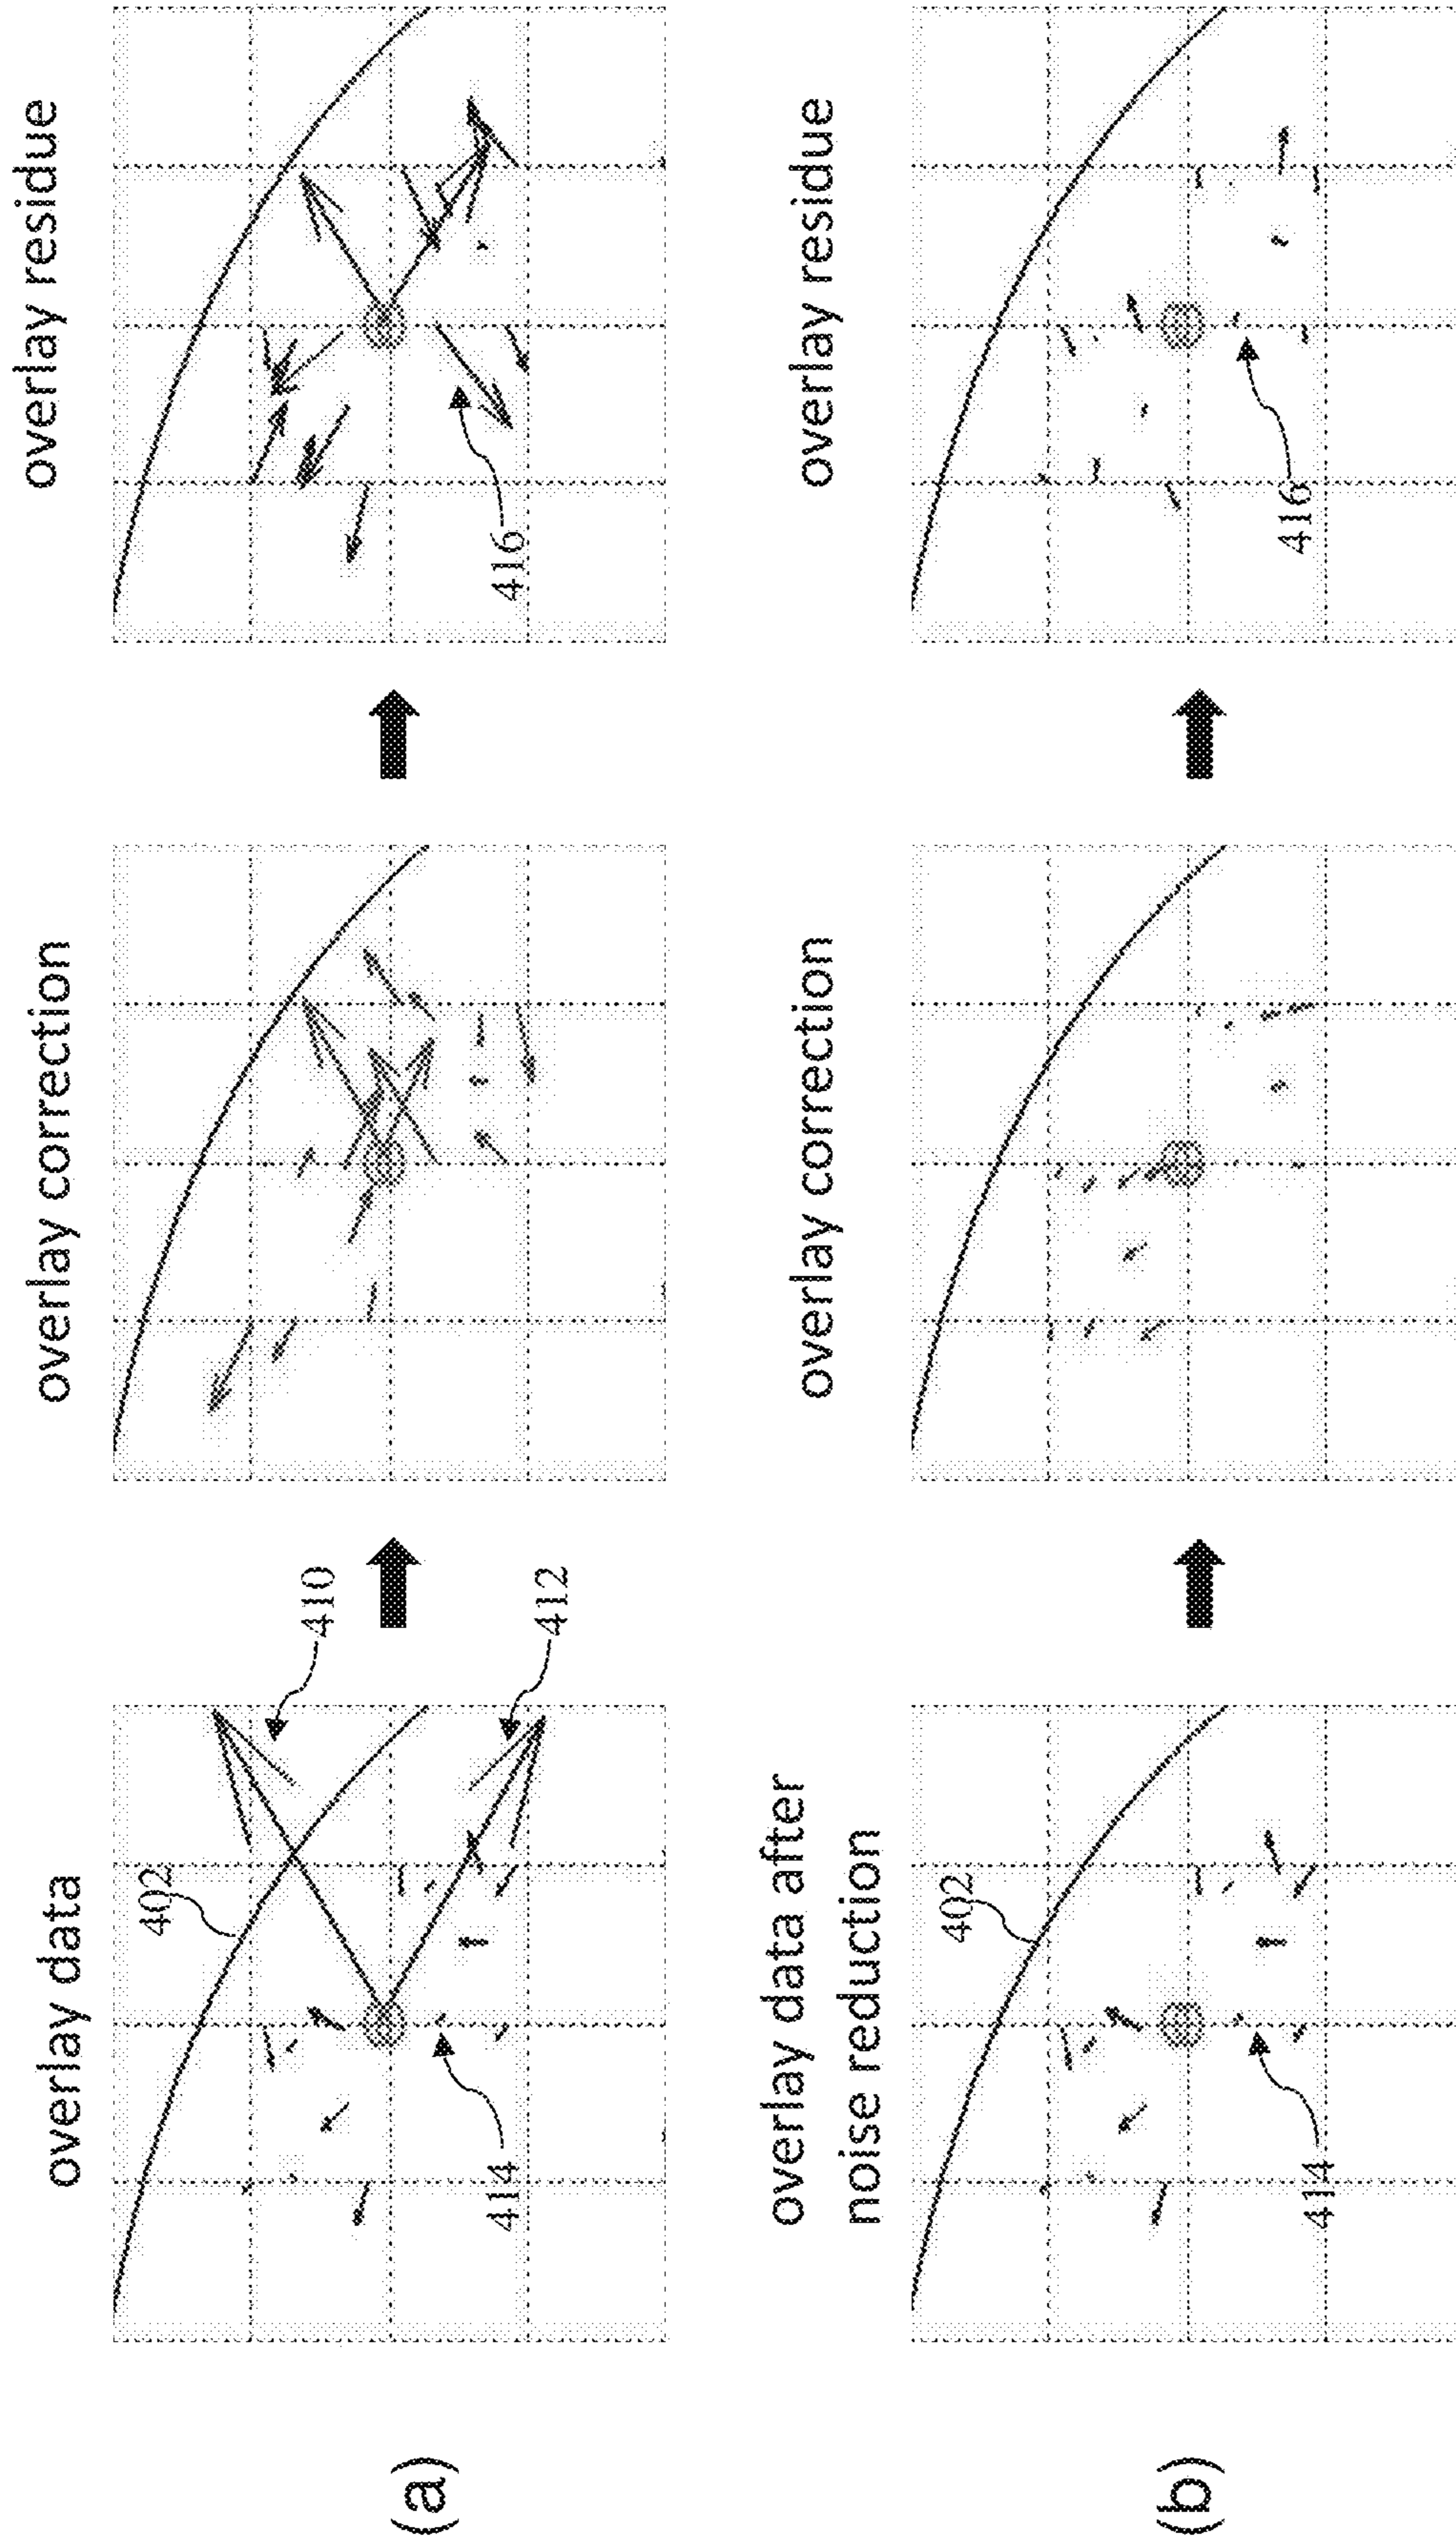 (a)
overlay data
402
410
412
414
overlay correction
overlay residue
416
(b)
overlay data after
noise reduction
402
414
overlay correction
overlay residue
416